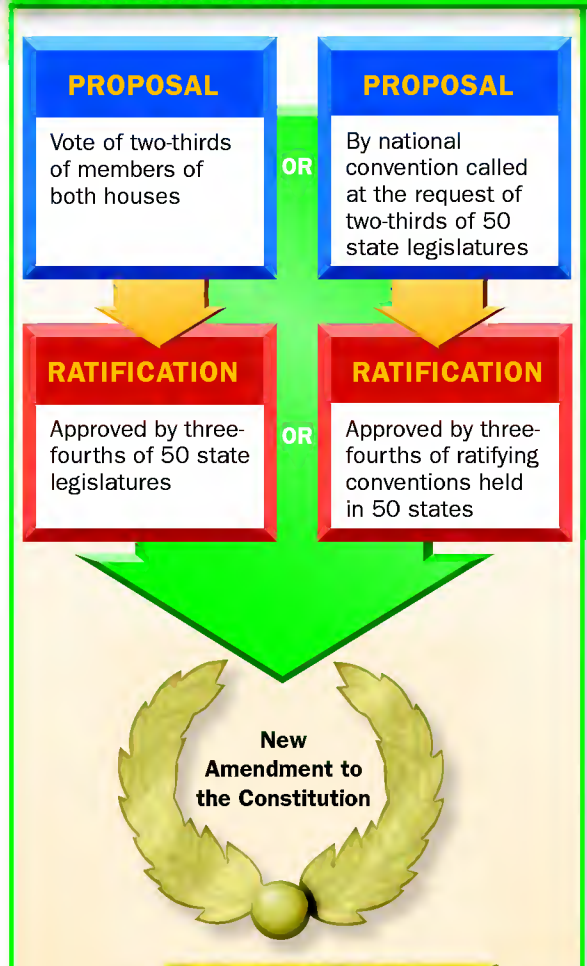 PROPOSAL
Vote of two-thirds
of members of
both houses
OR
PROPOSAL
By national
convention called
at the request of
two-thirds of 50
state legislatures
RATIFICATION
Approved by three-
fourths of 50 state
legislatures
OR
RATIFICATION
Approved by three-
fourths of ratifying
conventions held
in 50 states
New
Amendment to
the Constitution